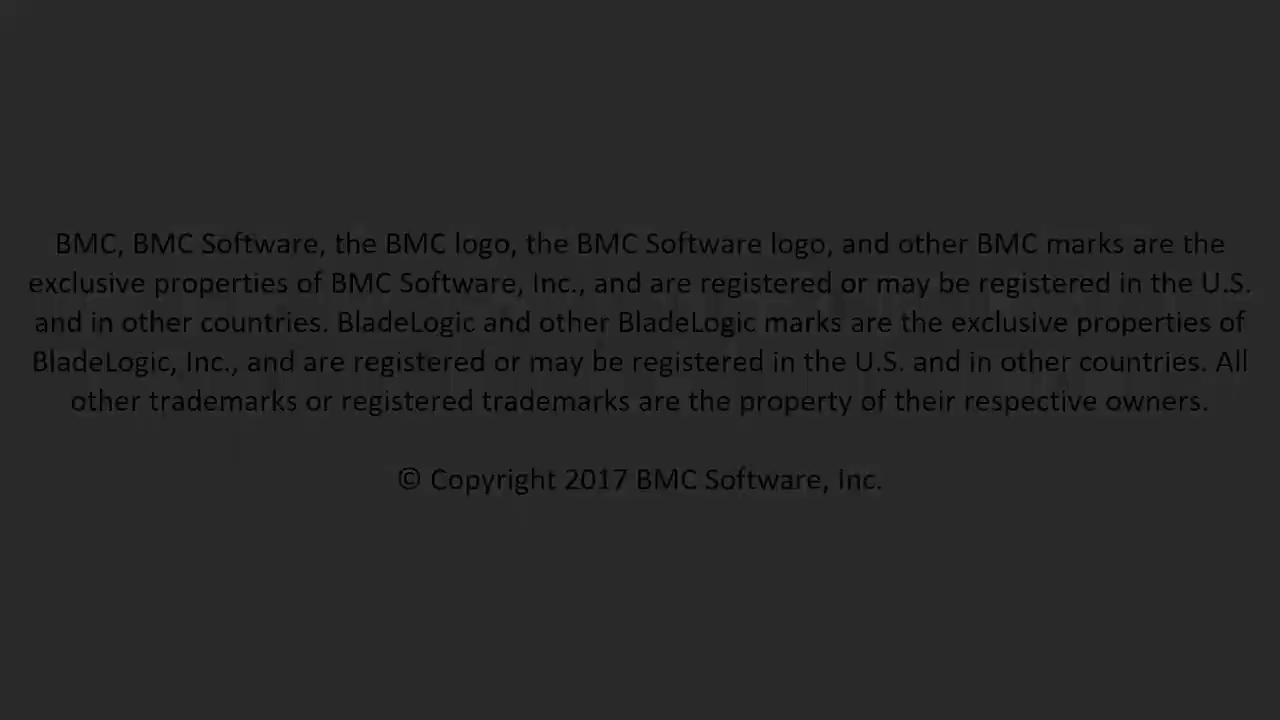 BMC, BMC Software, the BMC logo, the BMC Software logo, and other BMC marks are the
exclusive properties of BMC Software, Inc., and are registered or may be registered in the U.S.
and in other countries. BladeLogic and other BladeLogic marks are the exclusive properties of
BladeLogic, Inc., and are registered or may be registered in the U.S. and in other countries. All
other trademarks or registered trademarks are the property of their respective owners.
© Copyright 2017 BMC Software, Inc.